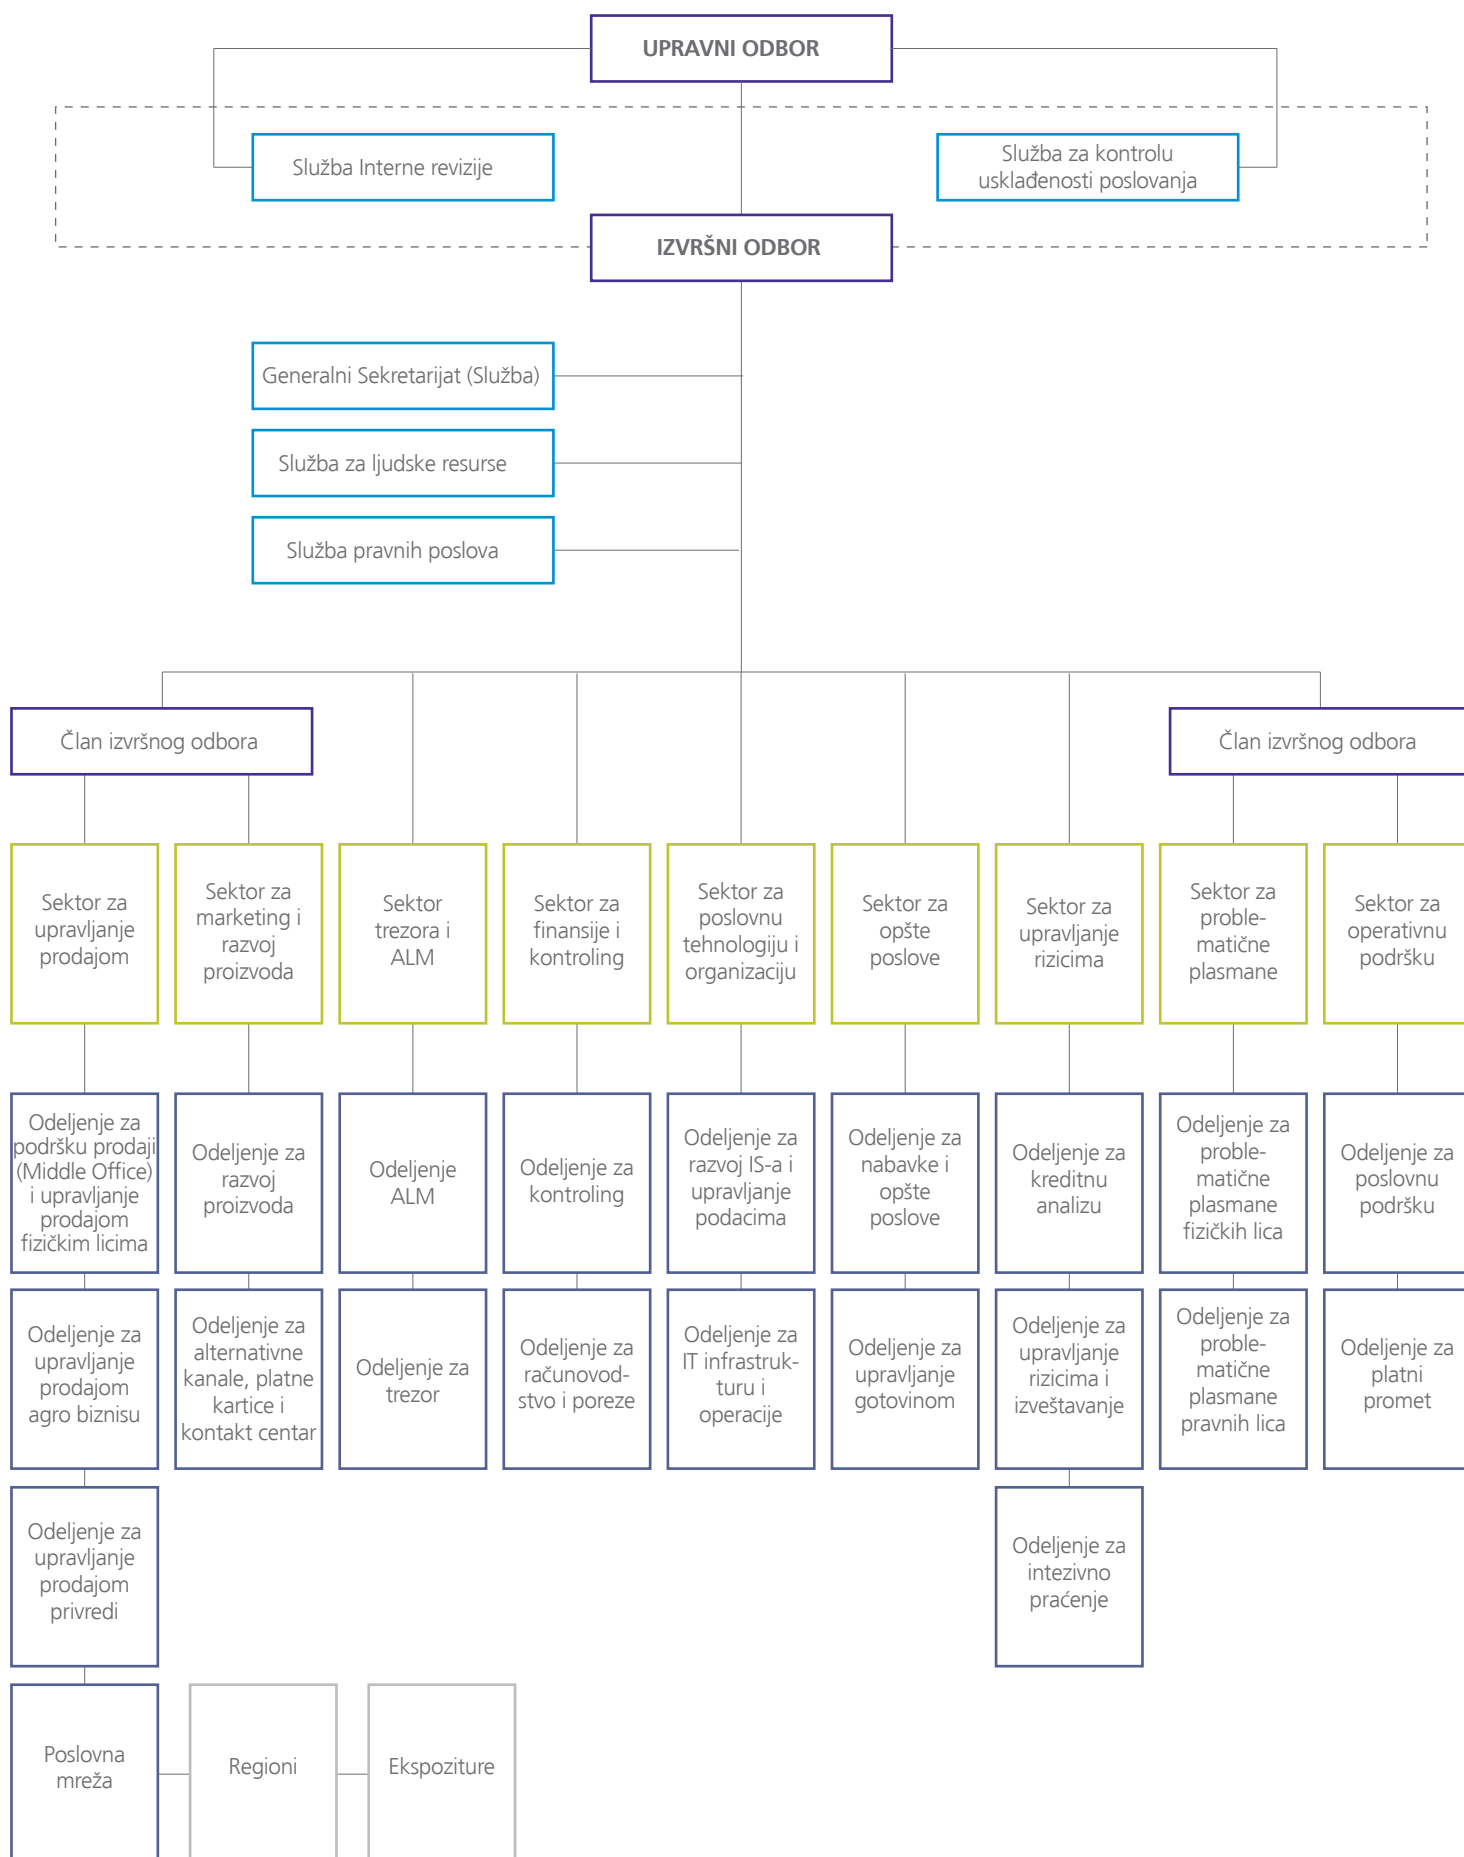 UPRAVNI ODBOR
Služba Interne revizije
Služba za kontrolu
usklađenosti poslovanja
IZVRŠNI ODBOR
Generalni Sekretarijat (Služba)
Služba za ljudske resurse
Služba pravnih poslova
Član izvršnog odbora
Član izvršnog odbora
Sektor za
upravljanje
prodajom
Sektor za
marketing i
razvoj
proizvoda
Sektor
trezora i
ALM
Sektor za
finansije i
kontroling
Sektor za
poslovnu
tehnologiju i
organizaciju
Sektor za
opšte
poslove
Sektor za
upravljanje
rizicima
Sektor za
proble-
matične
plasmane
Sektor za
operativnu
podršku
Odeljenje za
podršku prodaji
(Middle Office)
i upravljanje
prodajom
fizičkim licima
Odeljenje za
razvoj
proizvoda
Odeljenje
ALM
Odeljenje za
kontroling
Odeljenje za
razvoj IS-a i
upravljanje
podacima
Odeljenje za
nabavke i
opšte
poslove
Odeljenje za
kreditnu
analizu
Odeljenje za
proble-
matične
plasmane
fizičkih lica
Odeljenje za
poslovnu
podršku
Odeljenje za
upravljanje
prodajom
agro biznisu
Odeljenje za
alternativne
kanale, platne
kartice i
kontakt centar
Odeljenje za
trezor
Odeljenje za
računovod-
stvo i poreze
Odeljenje za
IT infrastruk-
turu i
operacije
Odeljenje za
upravljanje
gotovinom
Odeljenje za
upravljanje
rizicima i
izveštavanje
Odeljenje za
proble-
matične
plasmane
pravnih lica
Odeljenje za
platni
promet
Odeljenje za
upravljanje
prodajom
privredi
Odeljenje za
intezivno
praćenje
Poslovna
mreža
Regioni
Ekspoziture